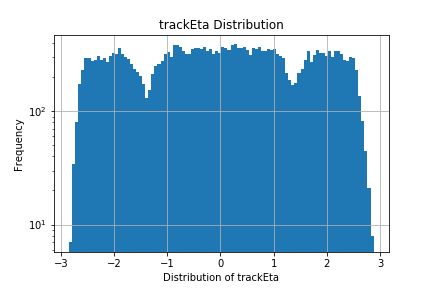 trackEta Distribution
Frequency
10²
10¹
−3 −2 −1 0 1 2 3
Distribution of trackEta